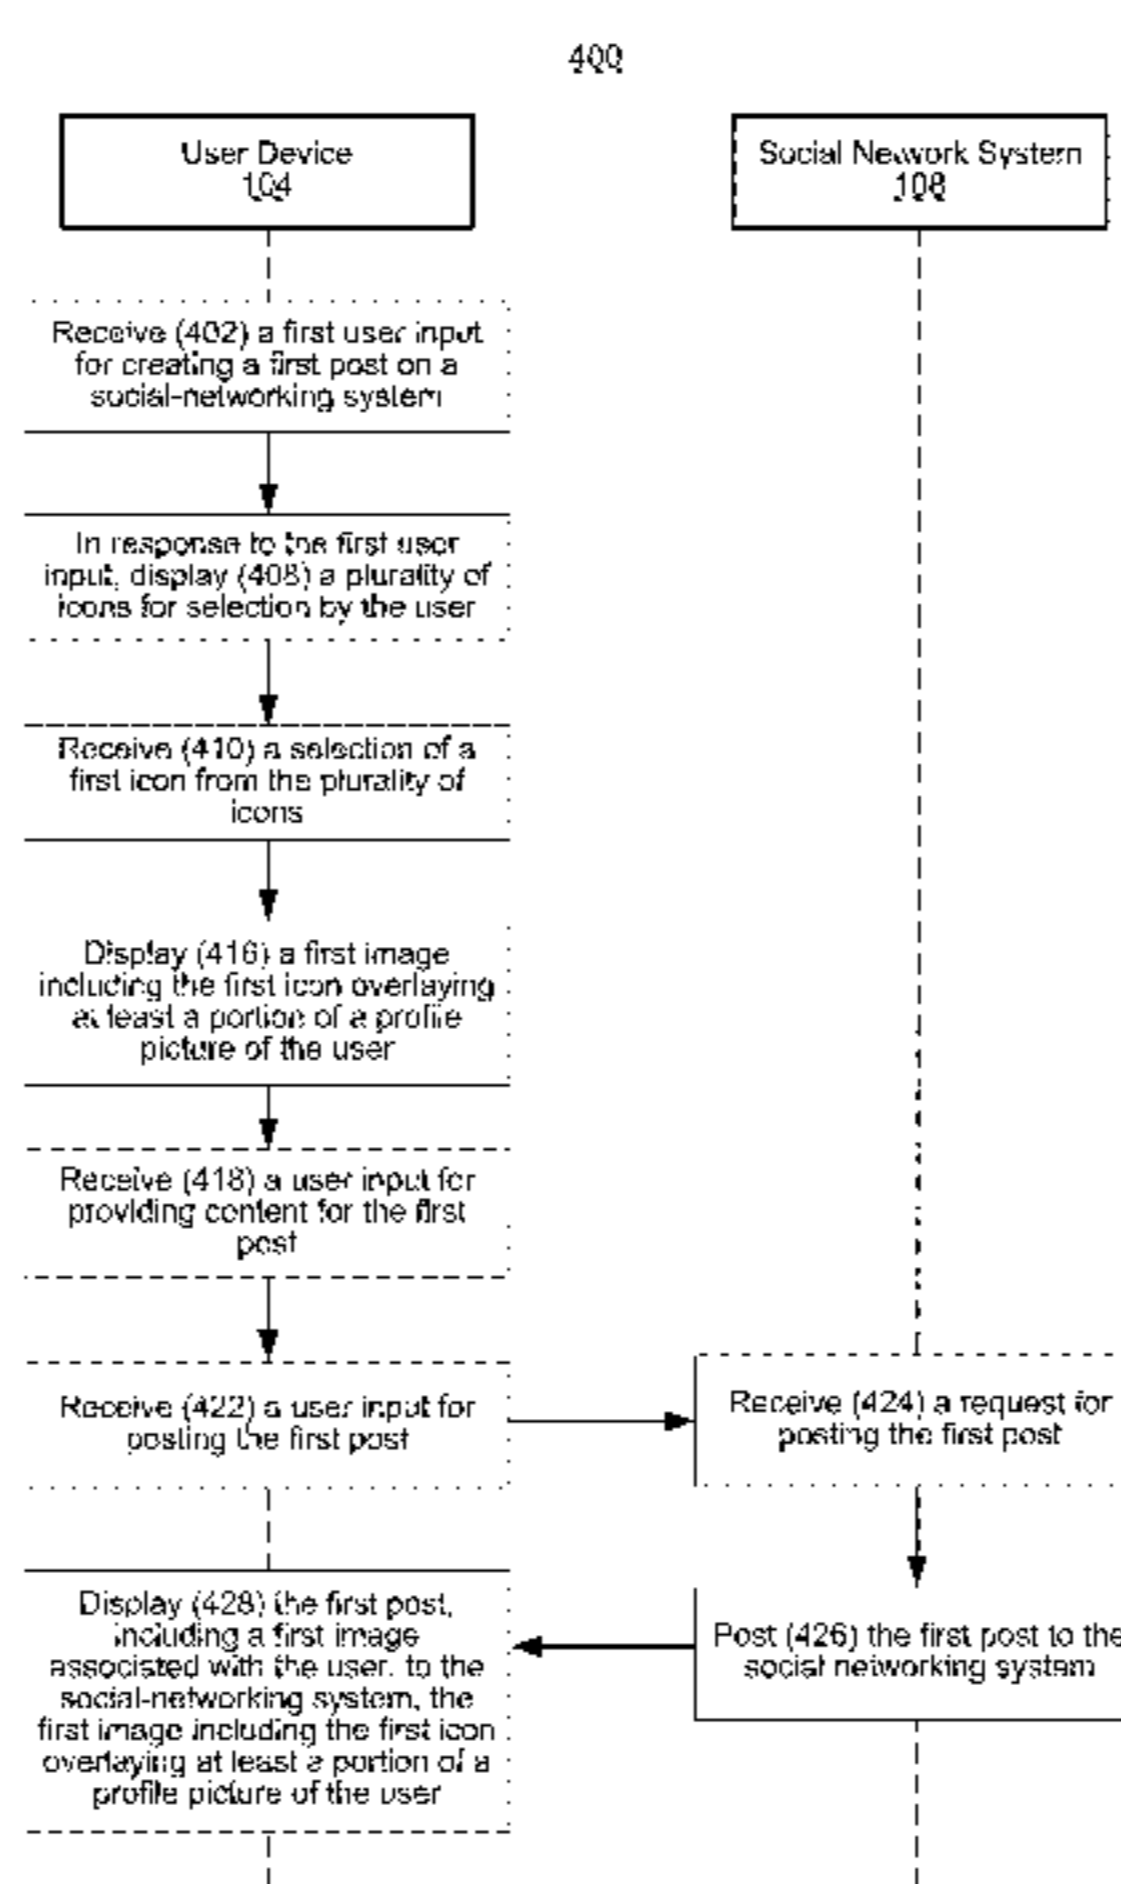 400
User Device
104
Social Network System
108
Receive (402) a first user input
for creating a first post on a
social-networking system
In response to the first user
input, display (408) a plurality of
icons for selection by the user
Receive (410) a selection of a
first icon from the plurality of
icons
Display (416) a first image
including the first icon overlaying
at least a portion of a profile
picture of the user
Receive (418) a user input for
providing content for the first
post
Receive (422) a user input for
posting the first post
Receive (424) a request for
posting the first post
Display (428) the first post,
including a first image
associated with the user, to the
social-networking system, the
first image including the first icon
overlaying at least a portion of a
profile picture of the user
Post (426) the first post to the
social networking system